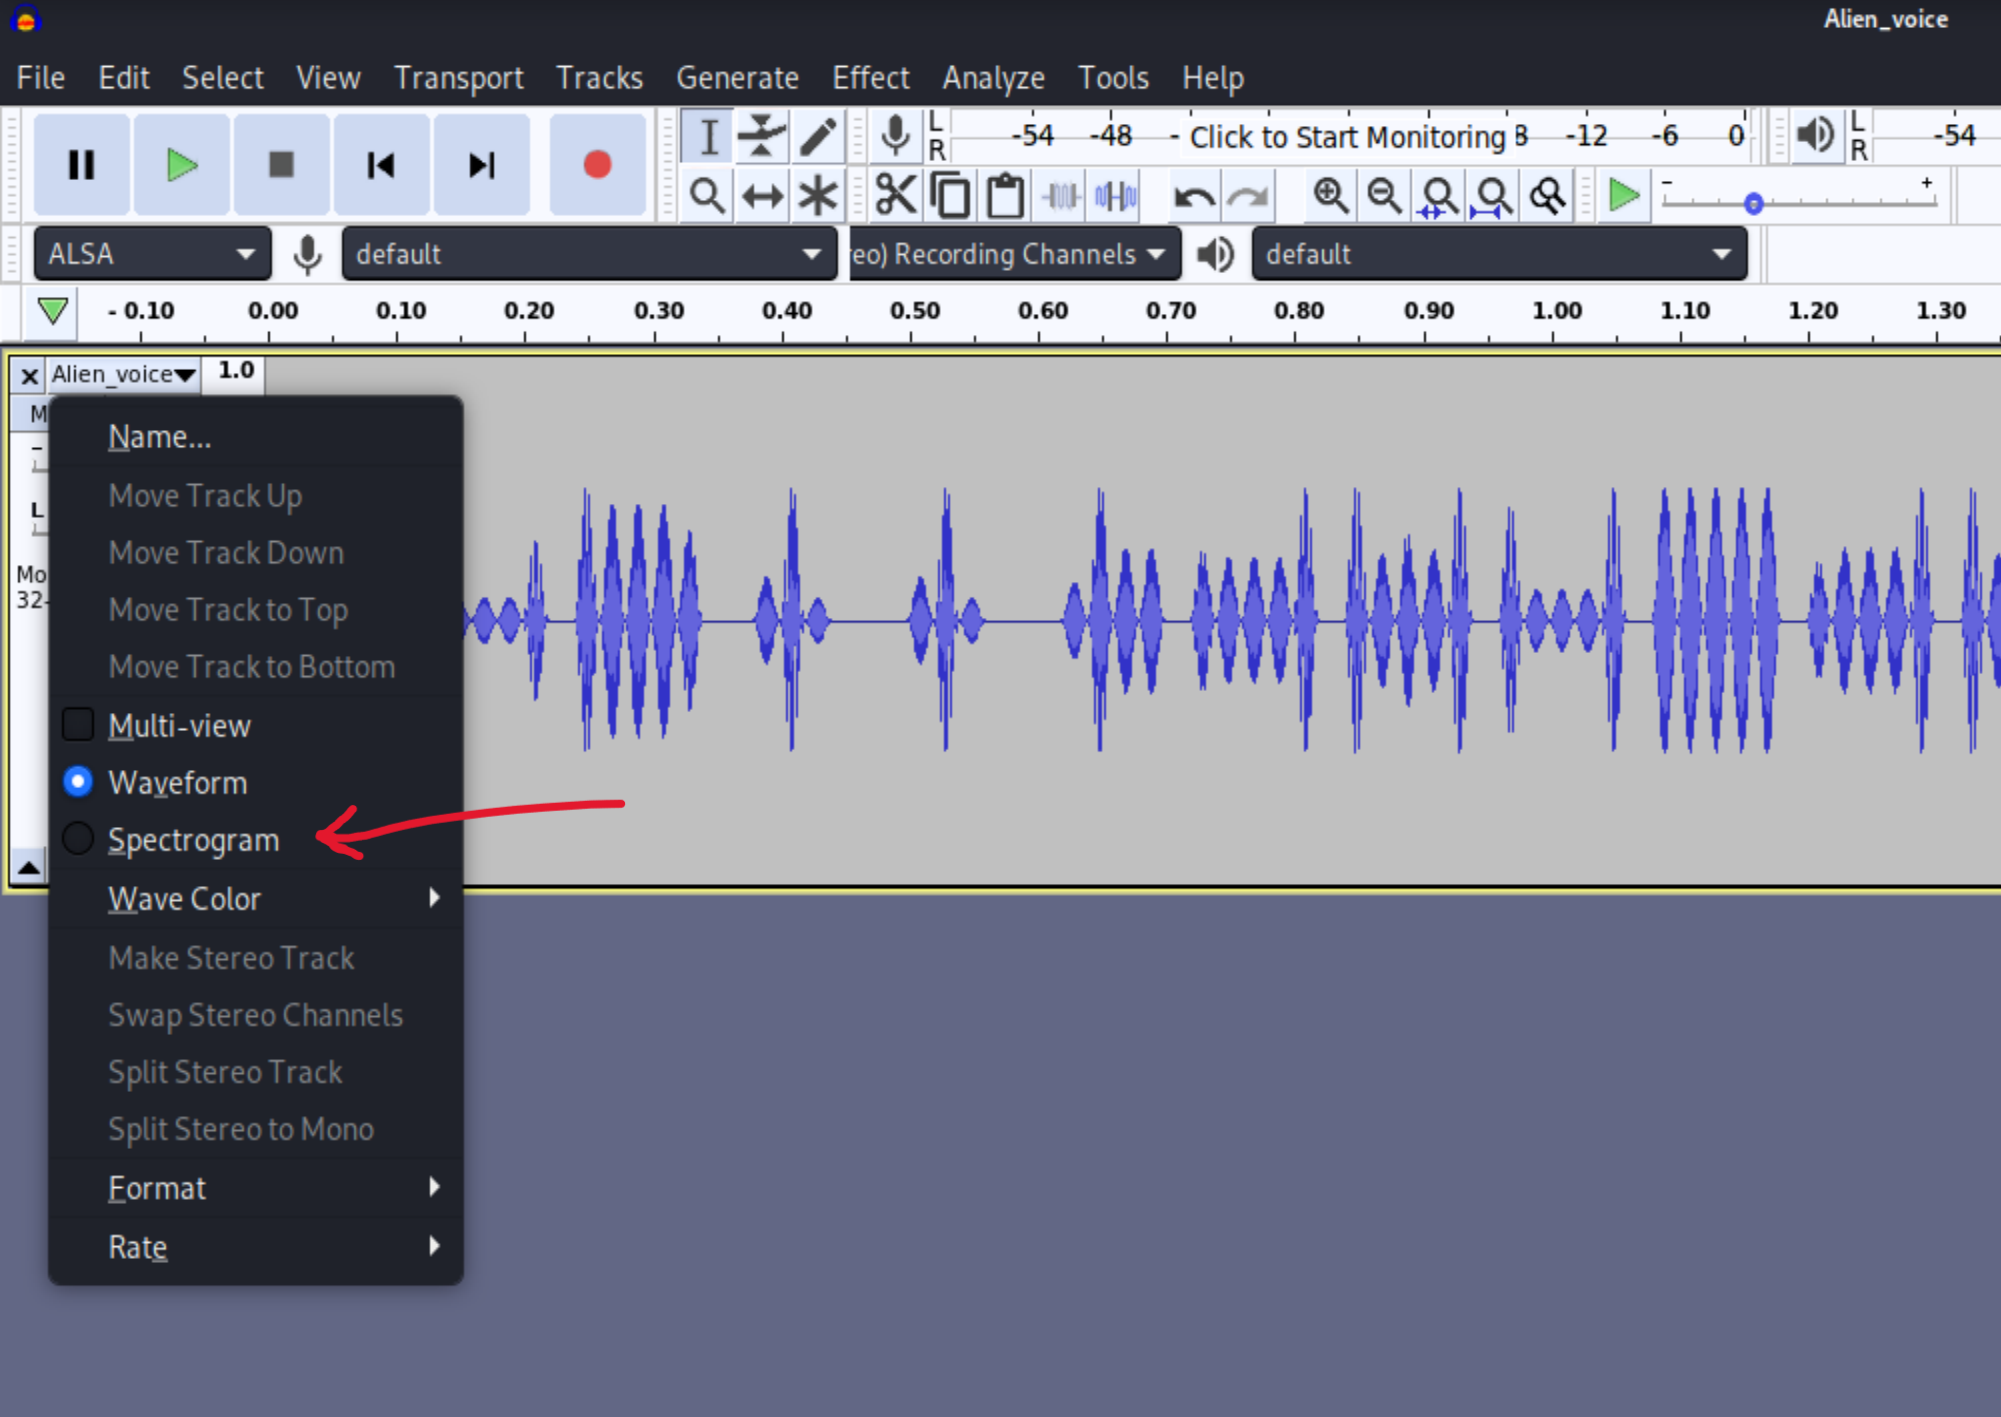 Alien_voice
File Edit Select View Transport Tracks Generate Effect Analyze Tools Help
L R -54 -48 - Click to Start Monitoring 8 -12 -6 0 L R -54
- +
ALSA default reo) Recording Channels default
- 0.10 0.00 0.10 0.20 0.30 0.40 0.50 0.60 0.70 0.80 0.90 1.00 1.10 1.20 1.30
x Alien_voice 1.0
M
Name...
-
Move Track Up
L
Move Track Down
Mo
32-
Move Track to Top
Move Track to Bottom
Multi-view
Waveform
Spectrogram
Wave Color
Make Stereo Track
Swap Stereo Channels
Split Stereo Track
Split Stereo to Mono
Format
Rate